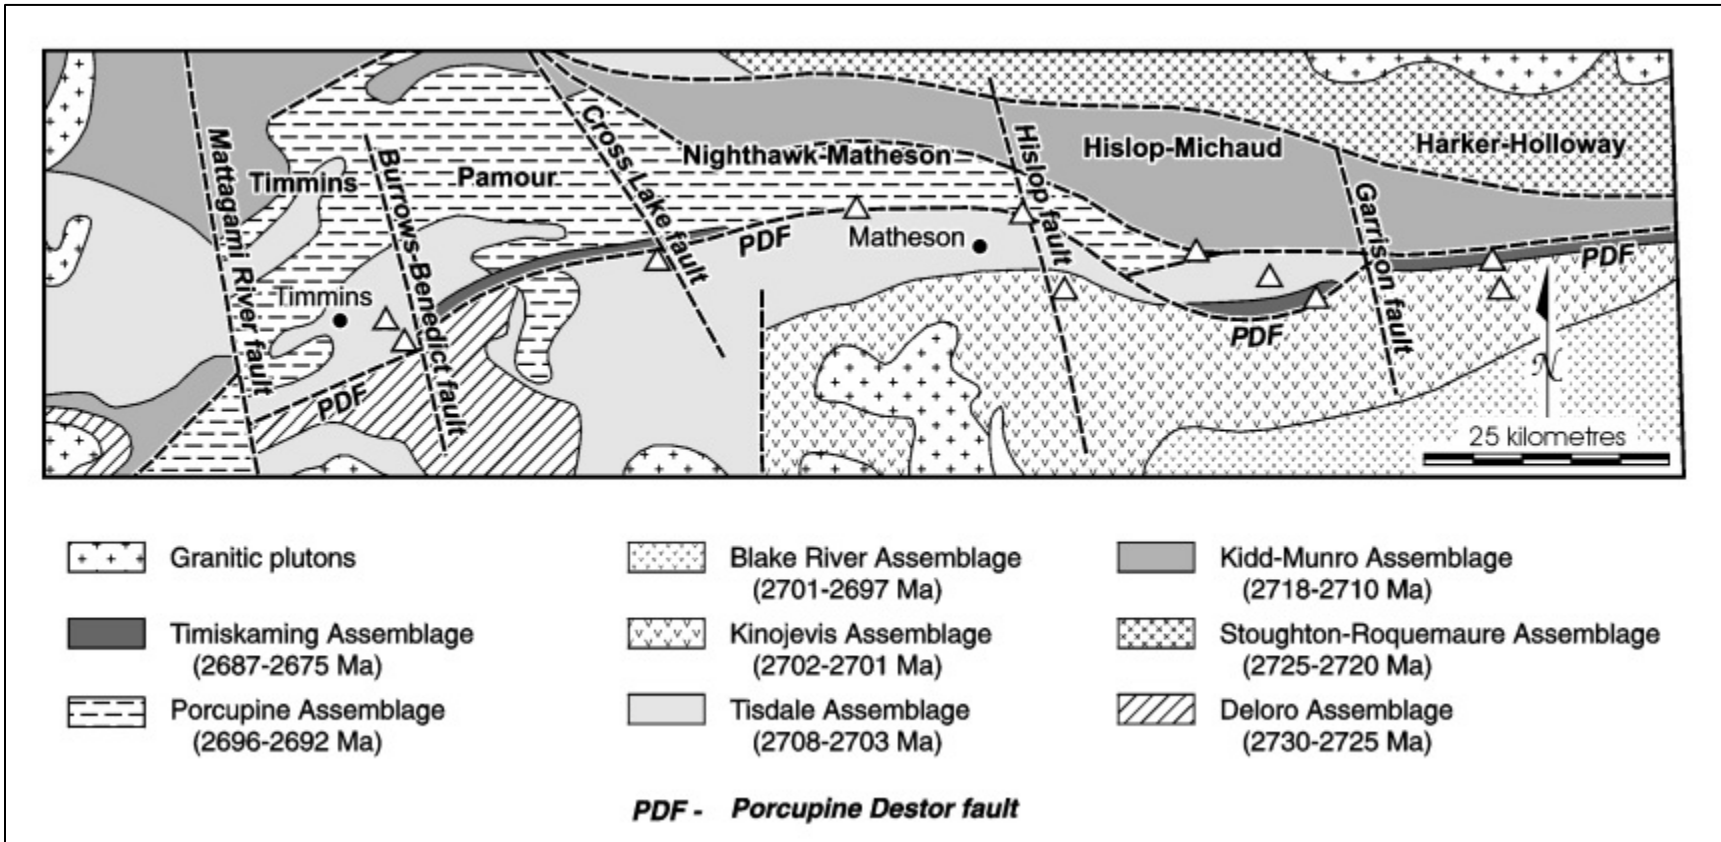 Mattagami River fault
Timmins
Burrows-Benedict fault
Pamour
Cross Lake fault
Nighthawk-Matheson
Hislop fault
Hislop-Michaud
Garrison fault
Harker-Holloway
Timmins
PDF
PDF
Matheson
PDF
PDF
N
25 kilometres
Granitic plutons
Timiskaming Assemblage
(2687-2675 Ma)
Porcupine Assemblage
(2696-2692 Ma)
Blake River Assemblage
(2701-2697 Ma)
Kinojevis Assemblage
(2702-2701 Ma)
Tisdale Assemblage
(2708-2703 Ma)
Kidd-Munro Assemblage
(2718-2710 Ma)
Stoughton-Roquemaure Assemblage
(2725-2720 Ma)
Deloro Assemblage
(2730-2725 Ma)
PDF - Porcupine Destor fault